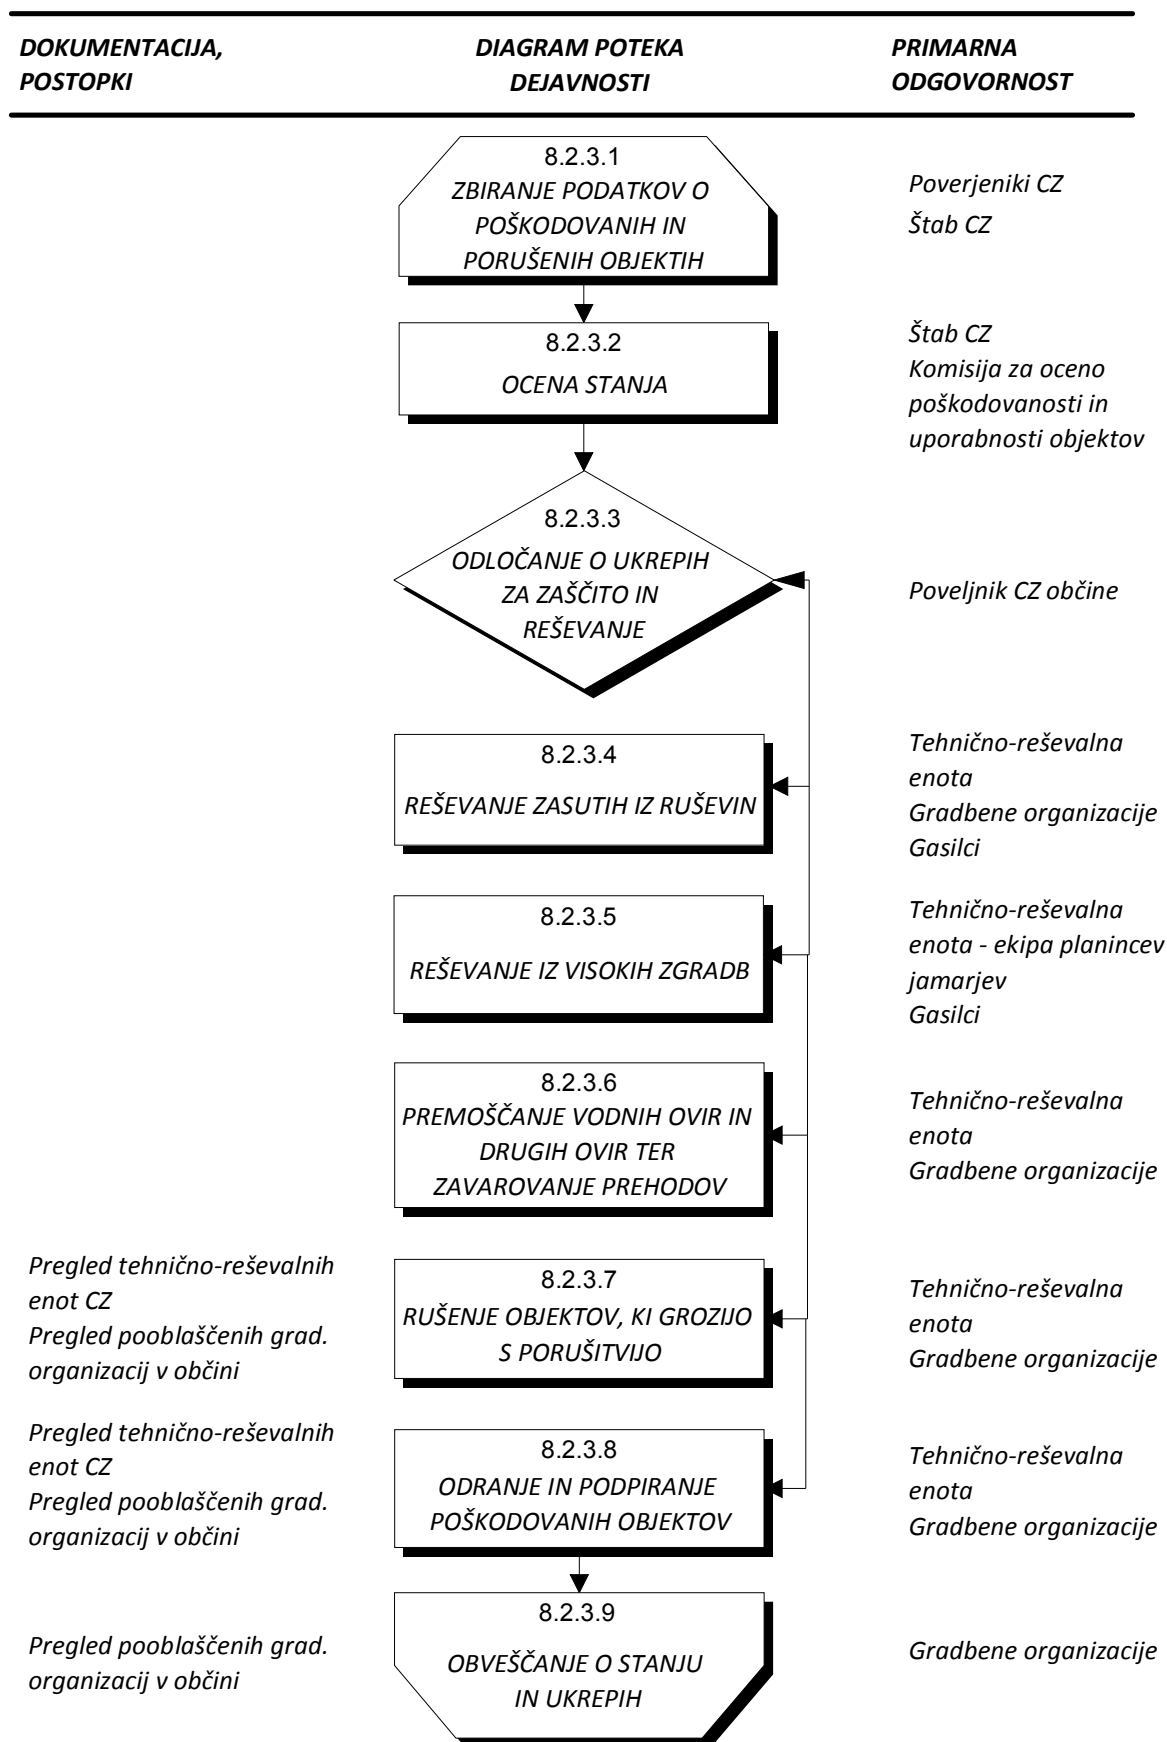 DOKUMENTACIJA,
POSTOPKI
DIAGRAM POTEKA
DEJAVNOSTI
PRIMARNA
ODGOVORNOST
8.2.3.1
ZBIRANJE PODATKOV O
POŠKODOVANIH IN
PORUŠENIH OBJEKTIH
Poverjeniki CZ
Štab CZ
8.2.3.2
OCENA STANJA
Štab CZ
Komisija za oceno
poškodovanosti in
uporabnosti objektov
8.2.3.3
ODLOČANJE O UKREPIH
ZA ZAŠČITO IN
REŠEVANJE
Poveljnik CZ občine
8.2.3.4
REŠEVANJE ZASUTIH IZ RUŠEVIN
Tehnično-reševalna
enota
Gradbene organizacije
Gasilci
8.2.3.5
REŠEVANJE IZ VISOKIH ZGRADB
Tehnično-reševalna
enota - ekipa planincev
jamarjev
Gasilci
8.2.3.6
PREMOŠČANJE VODNIH OVIR IN
DRUGIH OVIR TER
ZAVAROVANJE PREHODOV
Tehnično-reševalna
enota
Gradbene organizacije
Pregled tehnično-reševalnih
enot CZ
Pregled pooblaščenih grad.
organizacij v občini
8.2.3.7
RUŠENJE OBJEKTOV, KI GROZIJO
S PORUŠITVIJO
Tehnično-reševalna
enota
Gradbene organizacije
Pregled tehnično-reševalnih
enot CZ
Pregled pooblaščenih grad.
organizacij v občini
8.2.3.8
ODRANJE IN PODPIRANJE
POŠKODOVANIH OBJEKTOV
Tehnično-reševalna
enota
Gradbene organizacije
Pregled pooblaščenih grad.
organizacij v občini
8.2.3.9
OBVEŠČANJE O STANJU
IN UKREPIH
Gradbene organizacije